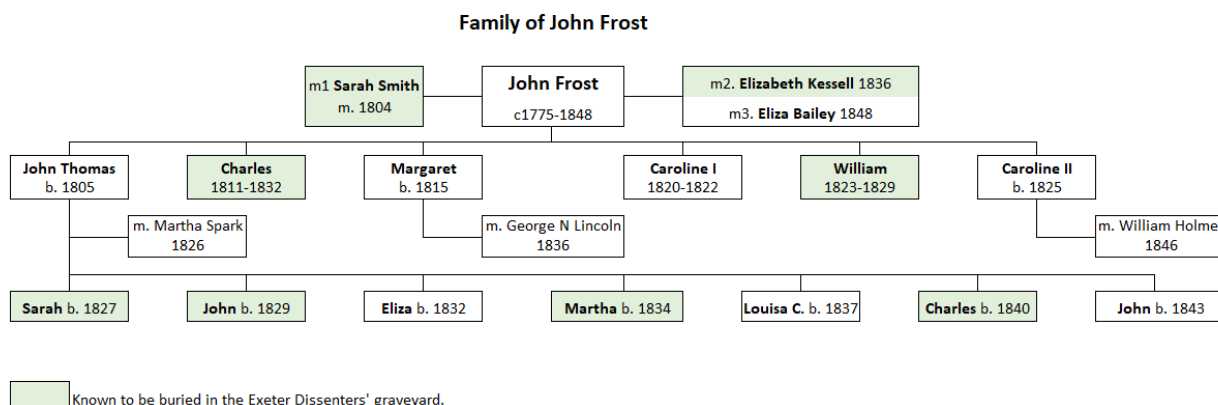 Family of John Frost
m1 Sarah Smith
m. 1804
John Frost
c1775-1848
m2. Elizabeth Kessell 1836
m3. Eliza Bailey 1848
John Thomas
b. 1805
Charles
1811-1832
Margaret
b. 1815
Caroline I
1820-1822
William
1823-1829
Caroline II
b. 1825
m. Martha Spark
1826
m. George N Lincoln
1836
m. William Holme
1846
Sarah b. 1827
John b. 1829
Eliza b. 1832
Martha b. 1834
Louisa C. b. 1837
Charles b. 1840
John b. 1843
Known to be buried in the Exeter Dissenters' graveyard.